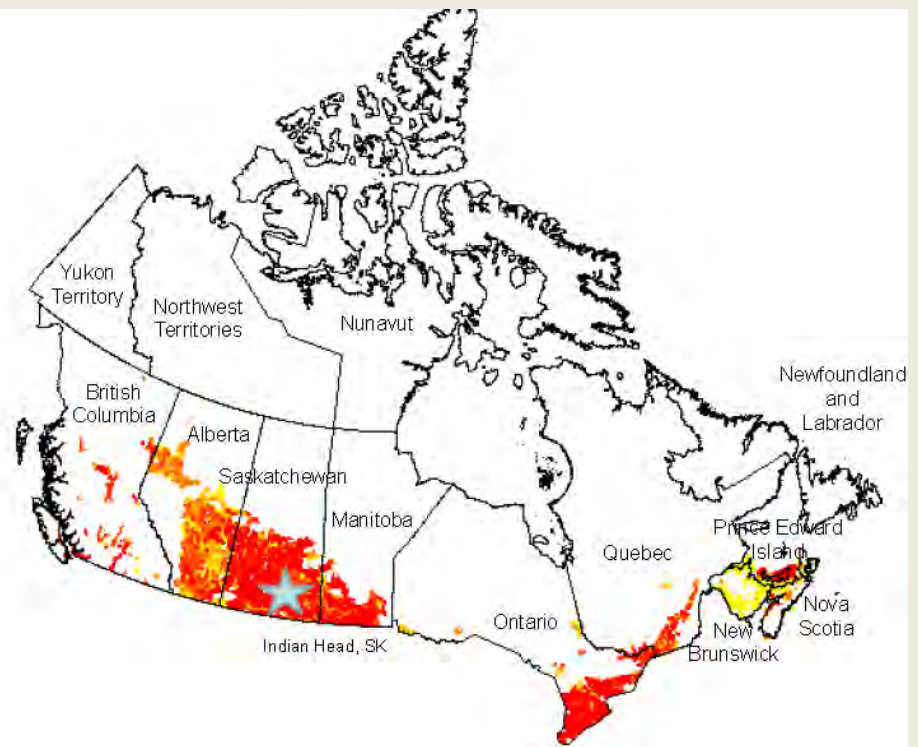 Yukon
Territory
Northwest
Territories
Nunavut
British
Columbia
Alberta
Saskatchewan
Manitoba
Newfoundland
and
Labrador
Prince Edward
Island
Quebec
Ontario
Nova
Scotia
New
Brunswick
Indian Head, SK